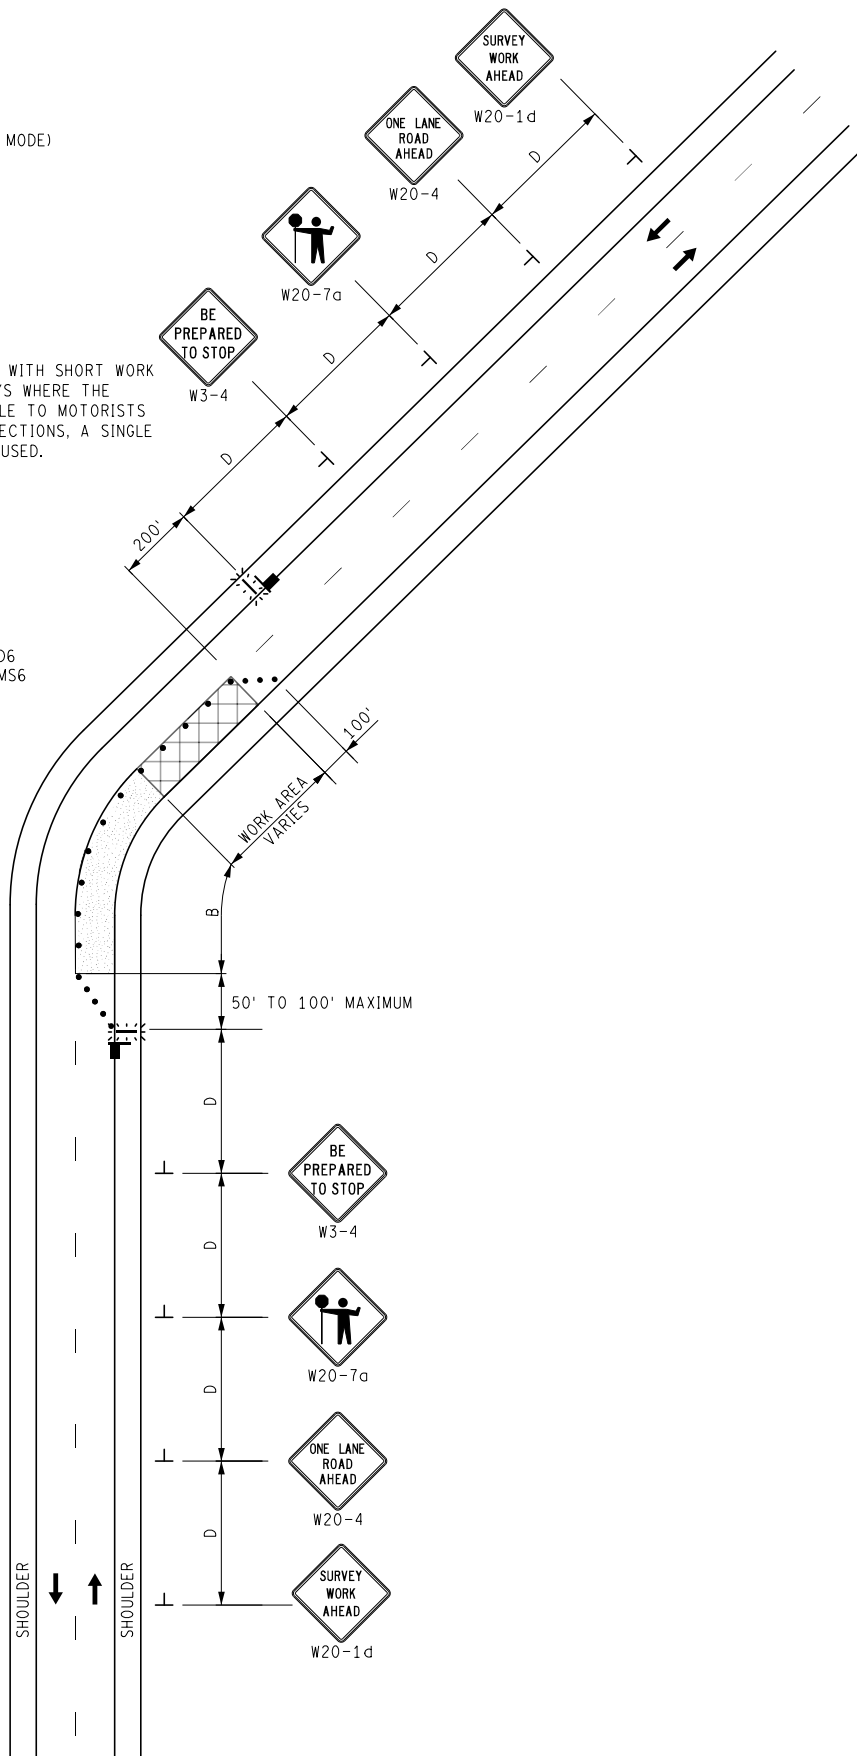 SURVEY
WORK
AHEAD
W20-1d
MODE)
ONE LANE
ROAD
AHEAD
W20-4
D
D
W20-7a
D
BE
PREPARED
TO STOP
W3-4
WITH SHORT WORK
WHERE THE
TO MOTORISTS
A SINGLE
USED.
D
200'
100'
WORK AREA
VARIES
B
50' TO 100' MAXIMUM
D
BE
PREPARED
TO STOP
W3-4
D
W20-7a
D
ONE LANE
ROAD
AHEAD
W20-4
D
SHOULDER
SHOULDER
SURVEY
WORK
AHEAD
W20-1d